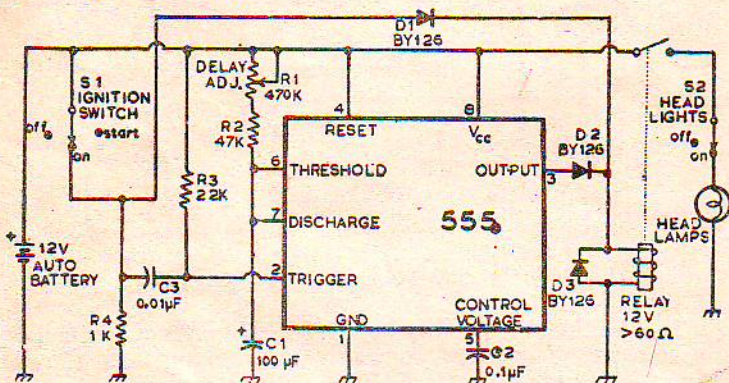 D1
BY126
S1
IGNITION
SWITCH
start
off
on
DELAY
ADJ.
R1
470K
R2
47K
R3
2.2K
4
RESET
8
Vcc
6
THRESHOLD
OUTPUT
3
D2
BY126
S2
HEAD
LIGHTS
off
on
7
DISCHARGE
555
HEAD
LAMPS
+
12V
AUTO
BATTERY
C3
0.01µF
2
TRIGGER
D3
BY126
RELAY
12V
>60Ω
R4
1K
+
C1
100 µF
GND
1
CONTROL
VOLTAGE
5
C2
0.1µF